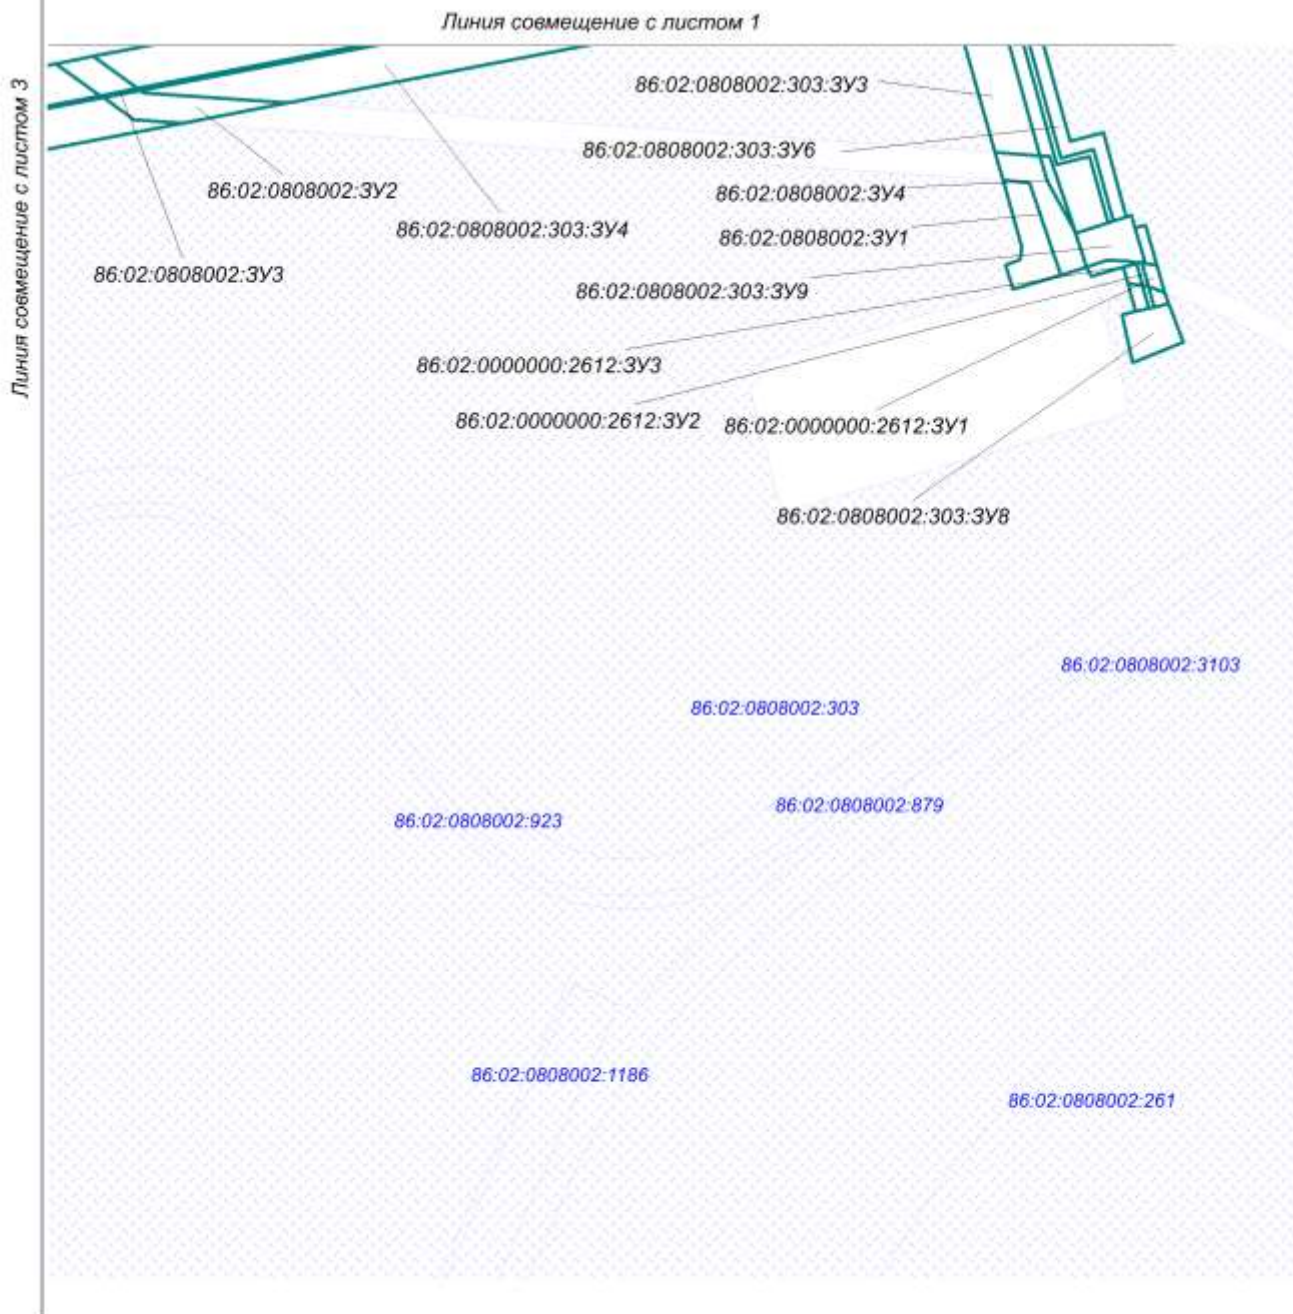 Линия совмещение с листом 1
Линия совмещение с листом 3
86:02:0808002:303:ЗУ3
86:02:0808002:303:ЗУ6
86:02:0808002:ЗУ2
86:02:0808002:ЗУ4
86:02:0808002:303:ЗУ4
86:02:0808002:ЗУ1
86:02:0808002:ЗУ3
86:02:0808002:303:ЗУ9
86:02:0000000:2612:ЗУ3
86:02:0000000:2612:ЗУ2
86:02:0000000:2612:ЗУ1
86:02:0808002:303:ЗУ8
86:02:0808002:3103
86:02:0808002:303
86:02:0808002:879
86:02:0808002:923
86:02:0808002:1186
86:02:0808002:261